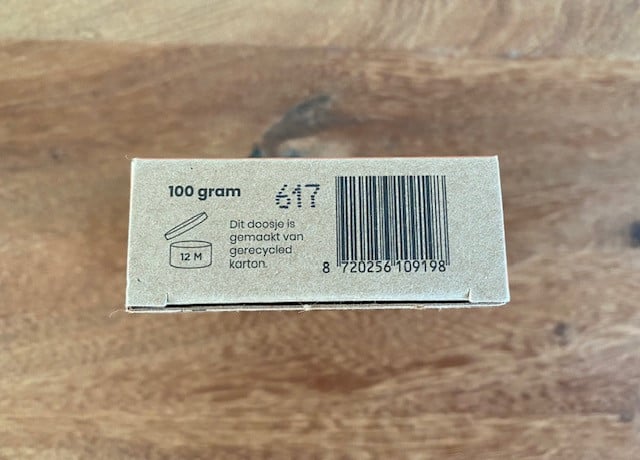 100 gram
617
12 M
Dit doosje is
gemaakt van
gerecycled
karton.
8 720256 109198